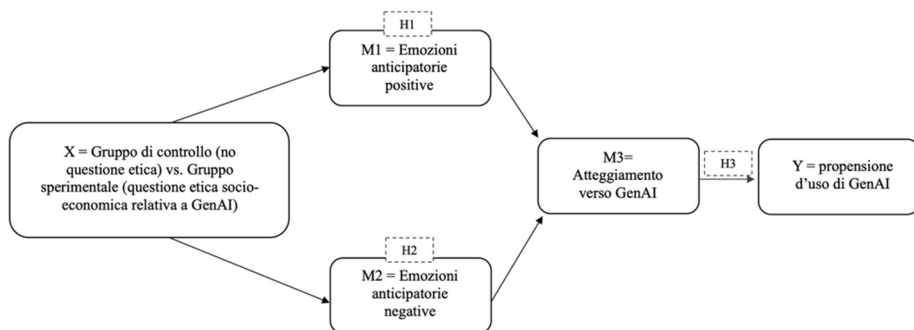 H1
M1 = Emozioni
anticipatorie
positive
X = Gruppo di controllo (no
questione etica) vs. Gruppo
sperimentale (questione etica socio-
economica relativa a GenAI)
M3=
Atteggiamento
verso GenAI
H3
Y = propensione
d’uso di GenAI
H2
M2 = Emozioni
anticipatorie
negative